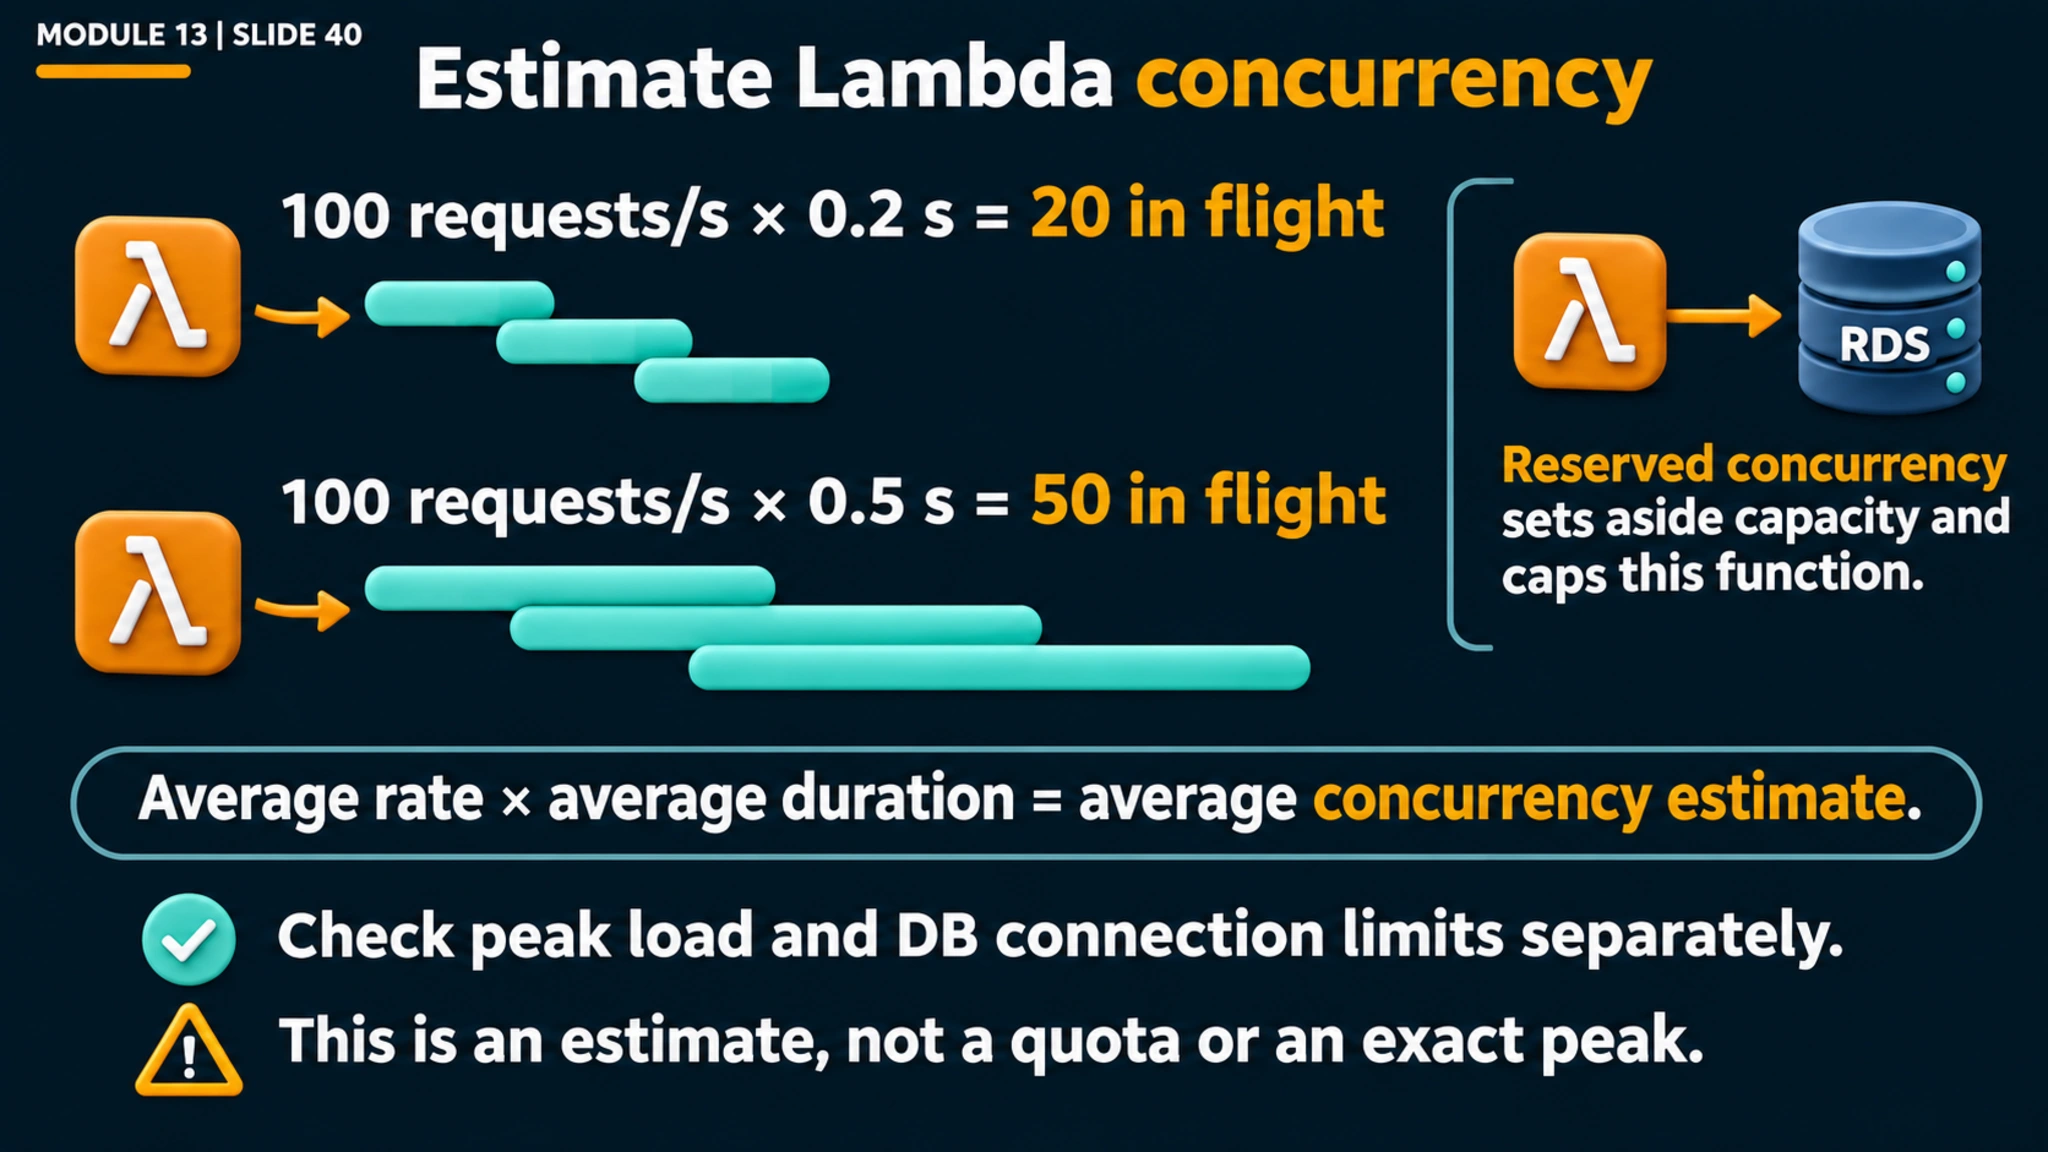 MODULE 13 | SLIDE 40
Estimate Lambda concurrency
100 requests/s × 0.2 s = 20 in flight
100 requests/s × 0.5 s = 50 in flight
RDS
Reserved concurrency
sets aside capacity and
caps this function.
Average rate × average duration = average concurrency estimate.
Check peak load and DB connection limits separately.
This is an estimate, not a quota or an exact peak.